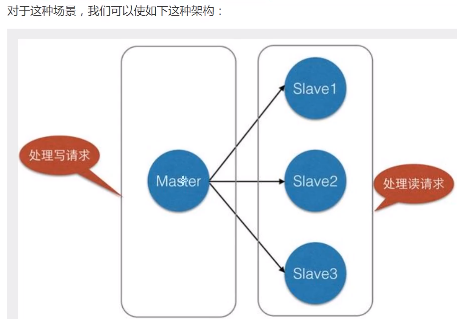 对于这种场景，我们可以使如下这种架构：
Slave1
处理写请求
Master
Slave2
处理读请求
Slave3